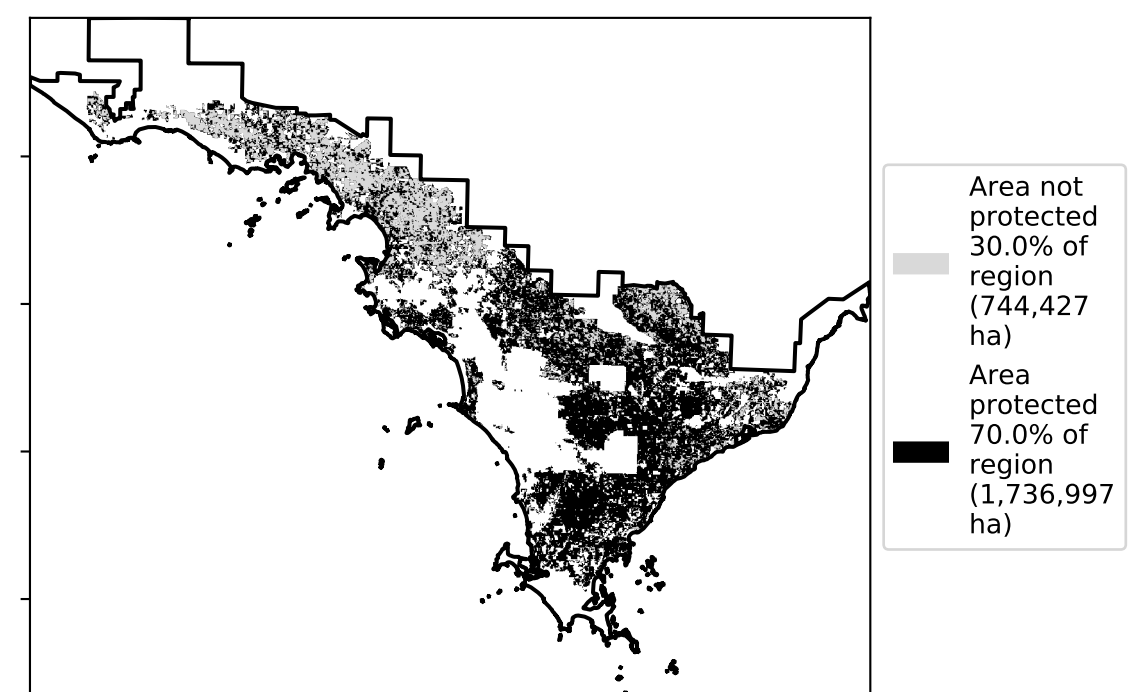 Area not
protected
30.0% of
region
(744,427
ha)
Area
protected
70.0% of
region
(1,736,997
ha)